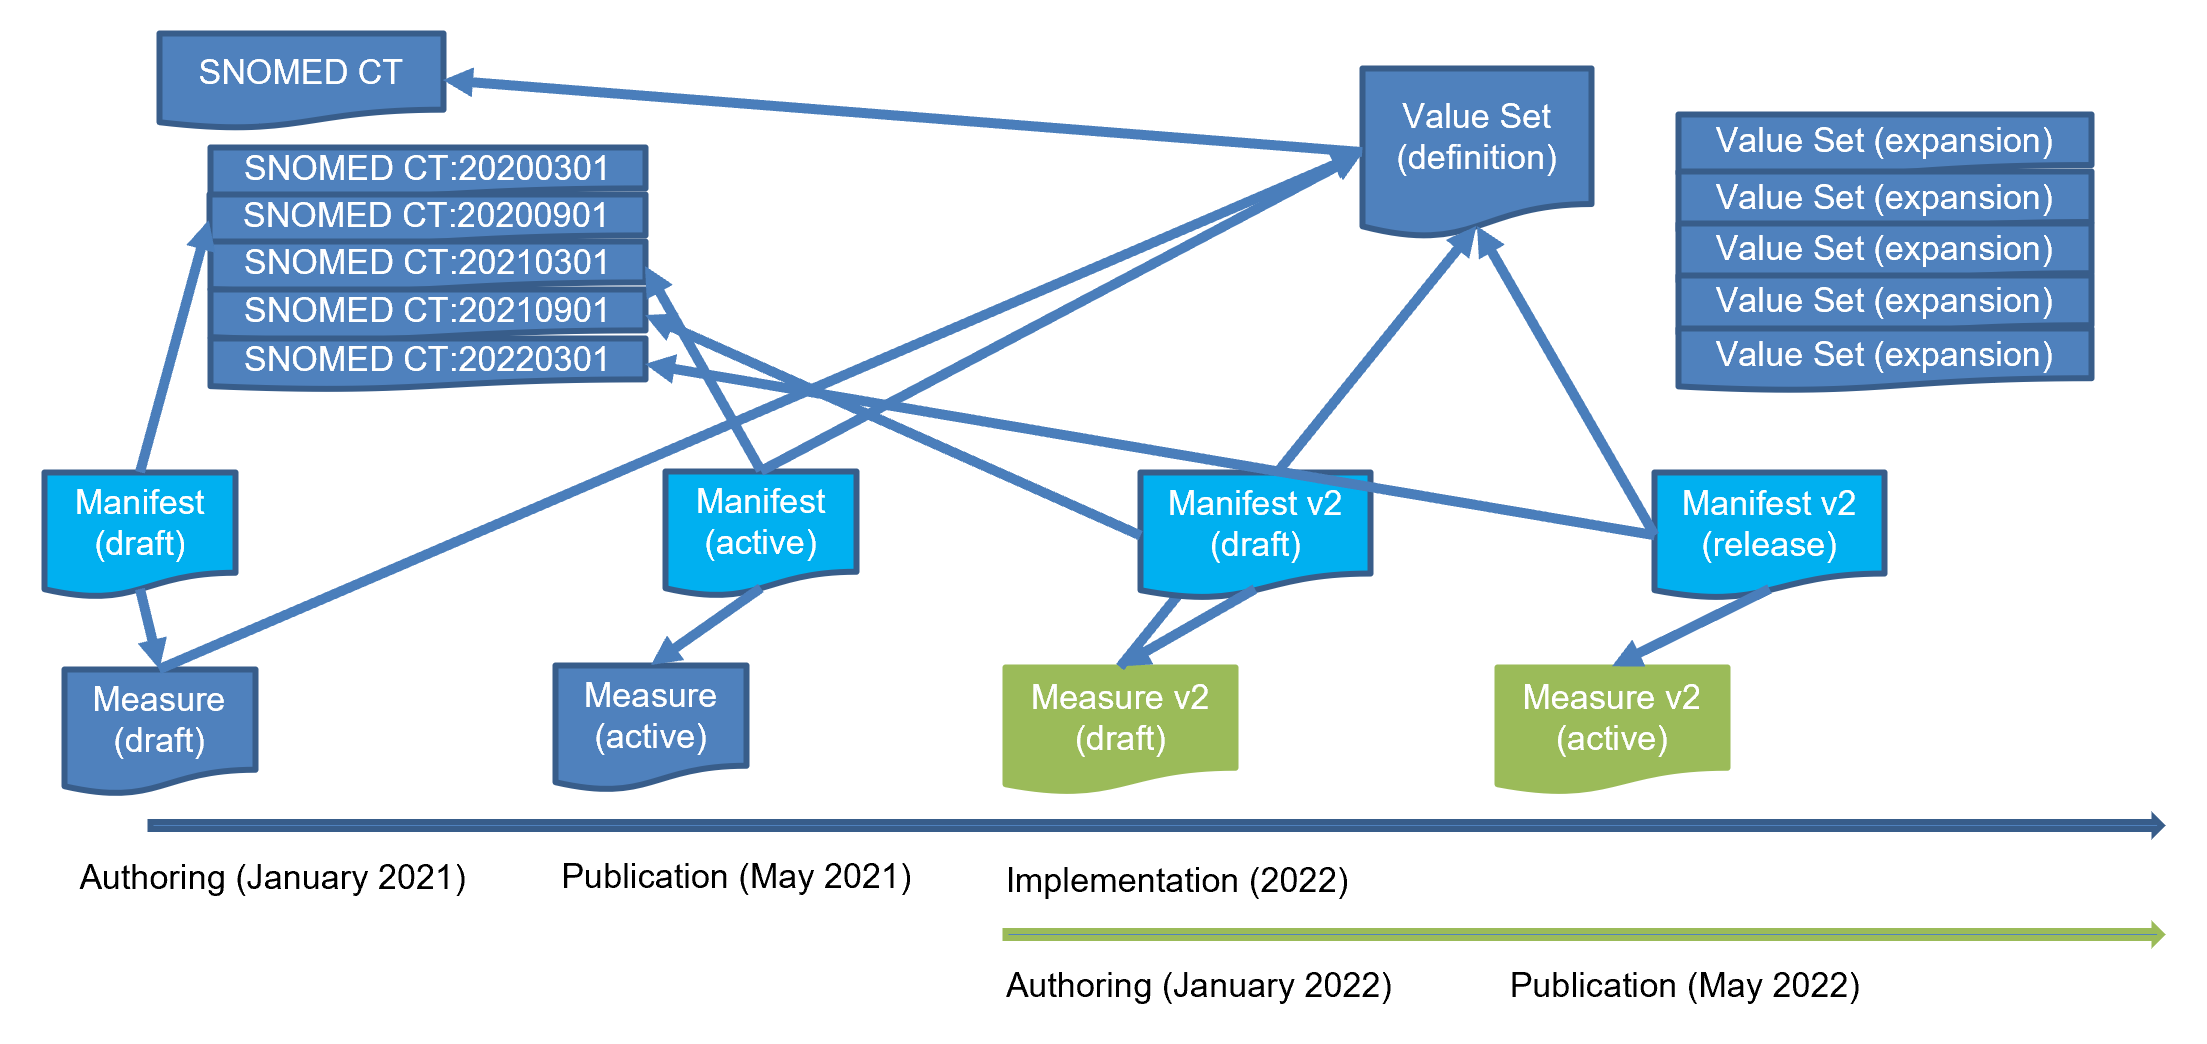 SNOMED CT
SNOMED CT:20200301
SNOMED CT:20200901
SNOMED CT:20210301
SNOMED CT:20210901
SNOMED CT:20220301
Value Set
(definition)
Value Set (expansion)
Value Set (expansion)
Value Set (expansion)
Value Set (expansion)
Value Set (expansion)
Manifest
(draft)
Manifest
(active)
Manifest v2
(draft)
Manifest v2
(release)
Measure
(draft)
Measure
(active)
Measure v2
(draft)
Measure v2
(active)
Authoring (January 2021)
Publication (May 2021)
Implementation (2022)
Authoring (January 2022)
Publication (May 2022)